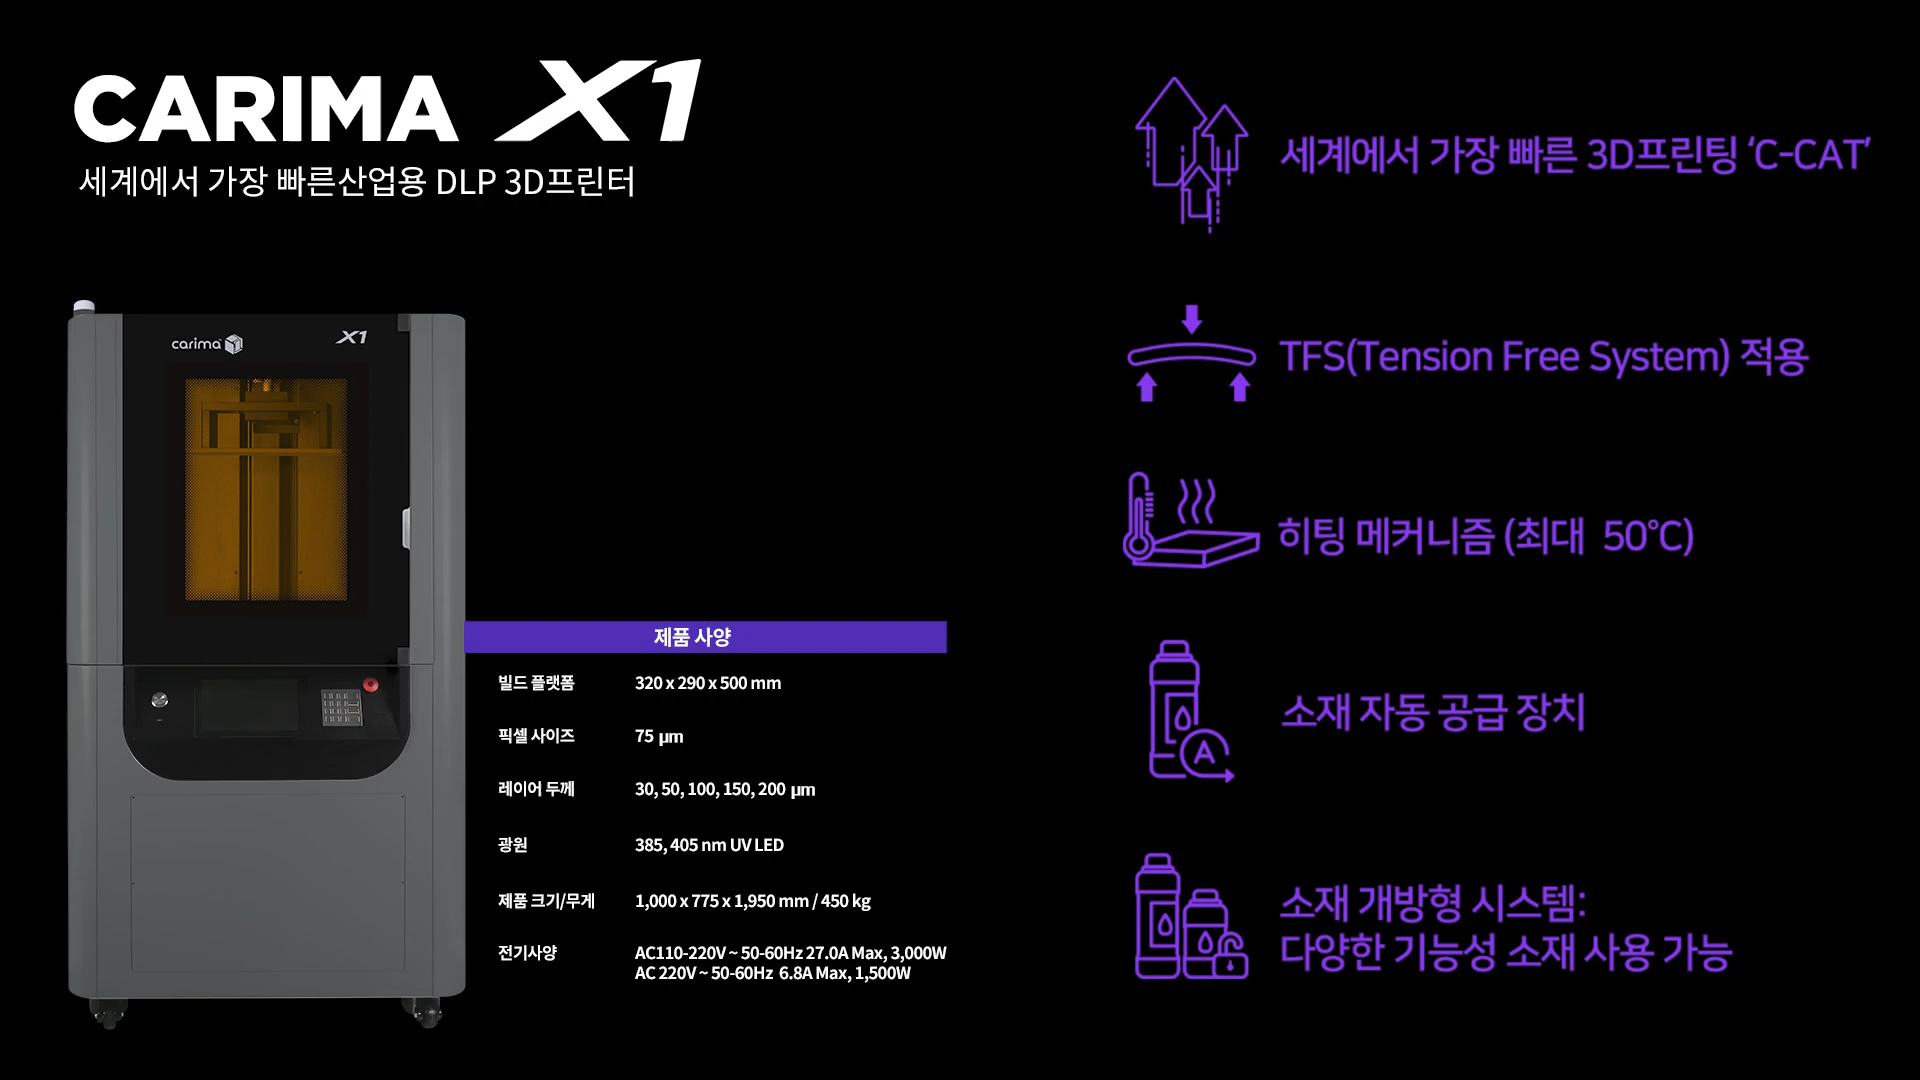 CARIMA X1
세계에서 가장 빠른산업용 DLP 3D프린터
carima
X1
제품 사양
빌드 플랫폼 320 x 290 x 500 mm
픽셀 사이즈 75 μm
레이어 두께 30, 50, 100, 150, 200 μm
광원 385, 405 nm UV LED
제품 크기/무게 1,000 x 775 x 1,950 mm / 450 kg
전기사양 AC110-220V ~ 50-60Hz 27.0A Max, 3,000W
AC 220V ~ 50-60Hz 6.8A Max, 1,500W
세계에서 가장 빠른 3D프린팅 ‘C-CAT’
TFS(Tension Free System) 적용
히팅 메커니즘 (최대 50°C)
A
소재 자동 공급 장치
소재 개방형 시스템:
다양한 기능성 소재 사용 가능